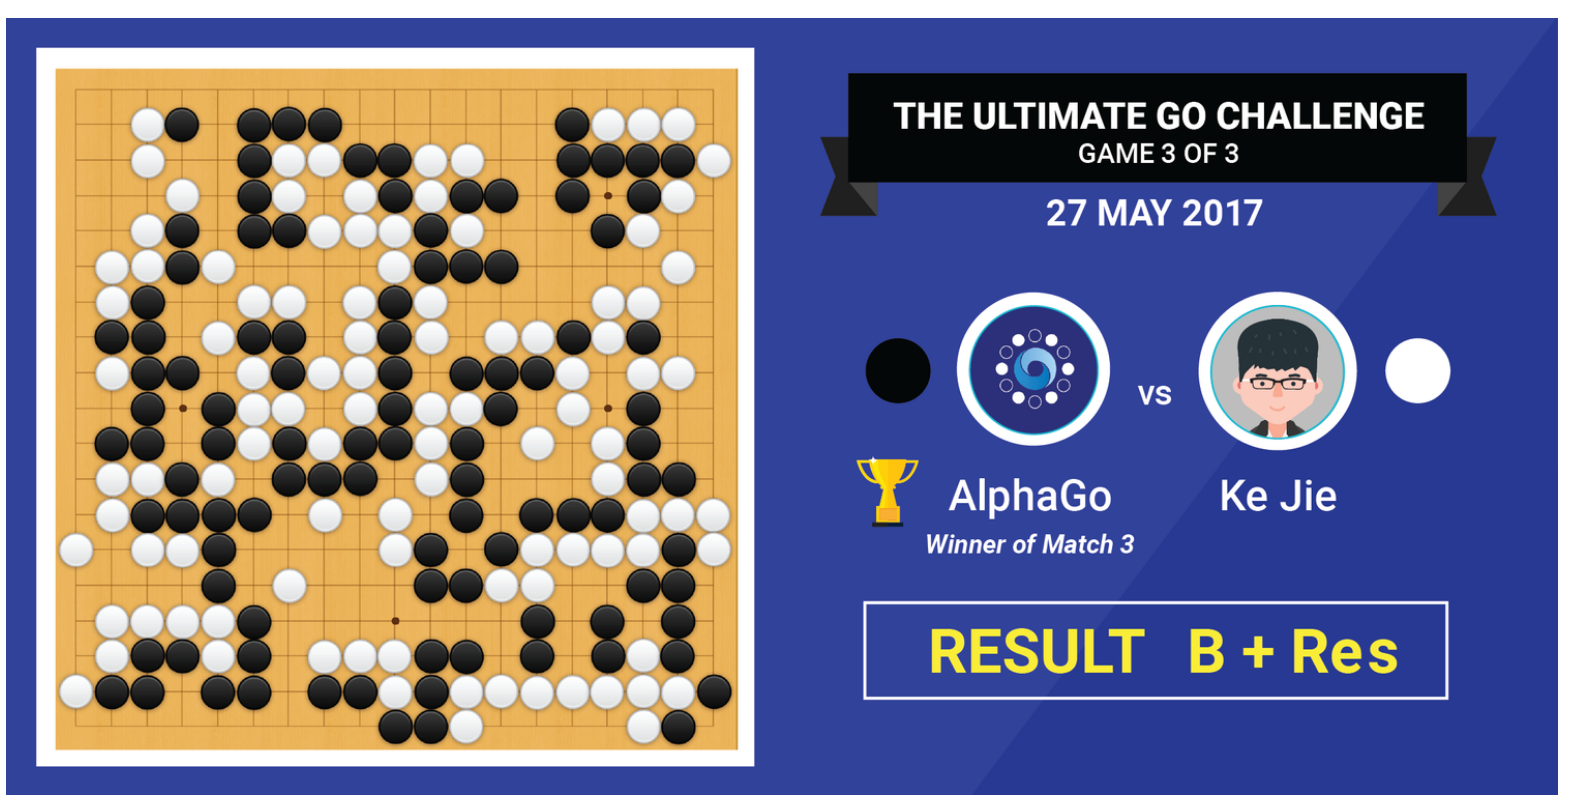 THE ULTIMATE GO CHALLENGE
GAME 3 OF 3
27 MAY 2017
vs
AlphaGo
Ke Jie
Winner of Match 3
RESULT B + Res